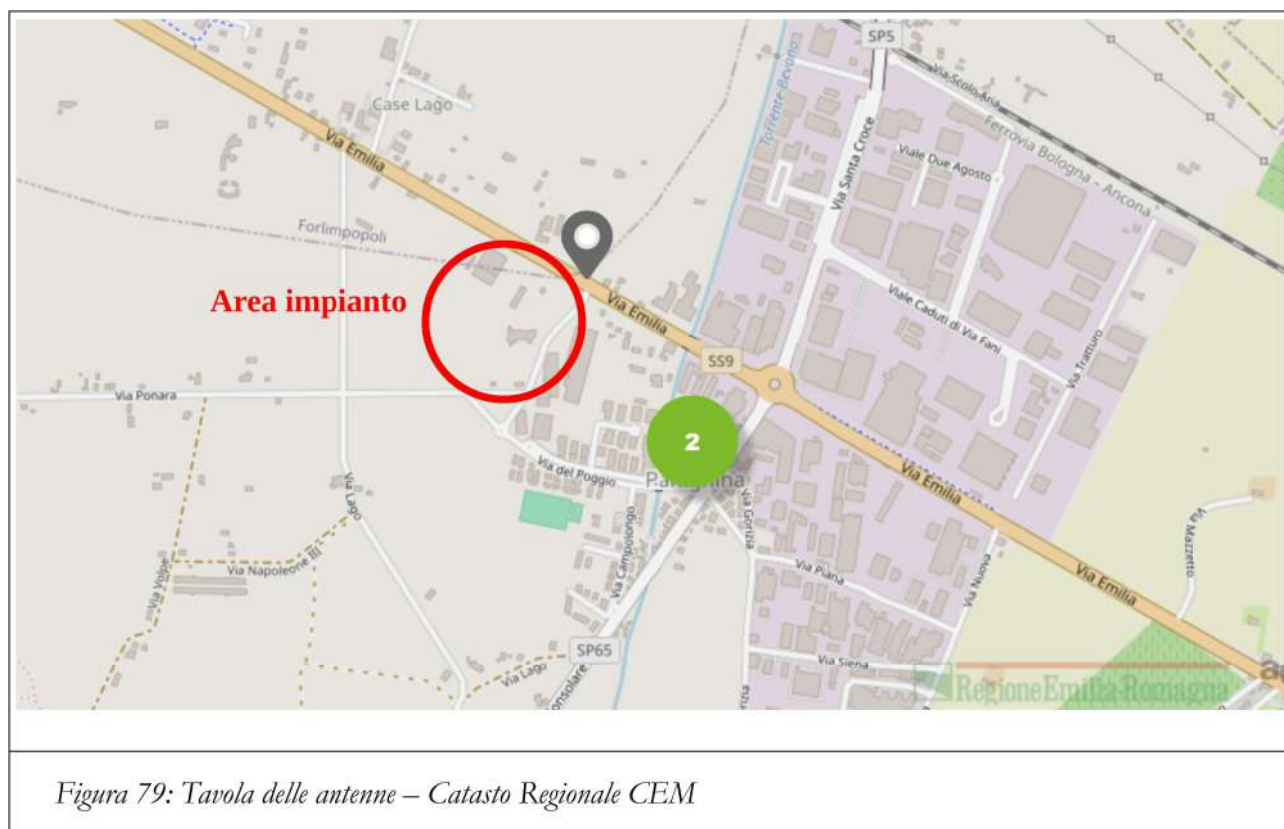 SP5
Via Scolo Aria
Torrente Bevano
Case Lago
Ferrovia Bologna - Ancona
Via Emilia
Via Santa Croce
Viale Due Agosto
Forlimpopoli
Area impianto
Via Emilia
Viale Caduti di Via Fani
SS9
Via Tratturo
Via Ponara
2
Via del Poggio
Via Emilia
Via Lago
Via Gorizia
Via Campolongo
Via Mazzetto
Via Volpe
Via Napoleone III
Via Piana
Via Nuova
Via Emilia
SP65
Via Siena
Via Lago
RegioneEmilia-Romagna
Figura 79: Tavola delle antenne – Catasto Regionale CEM